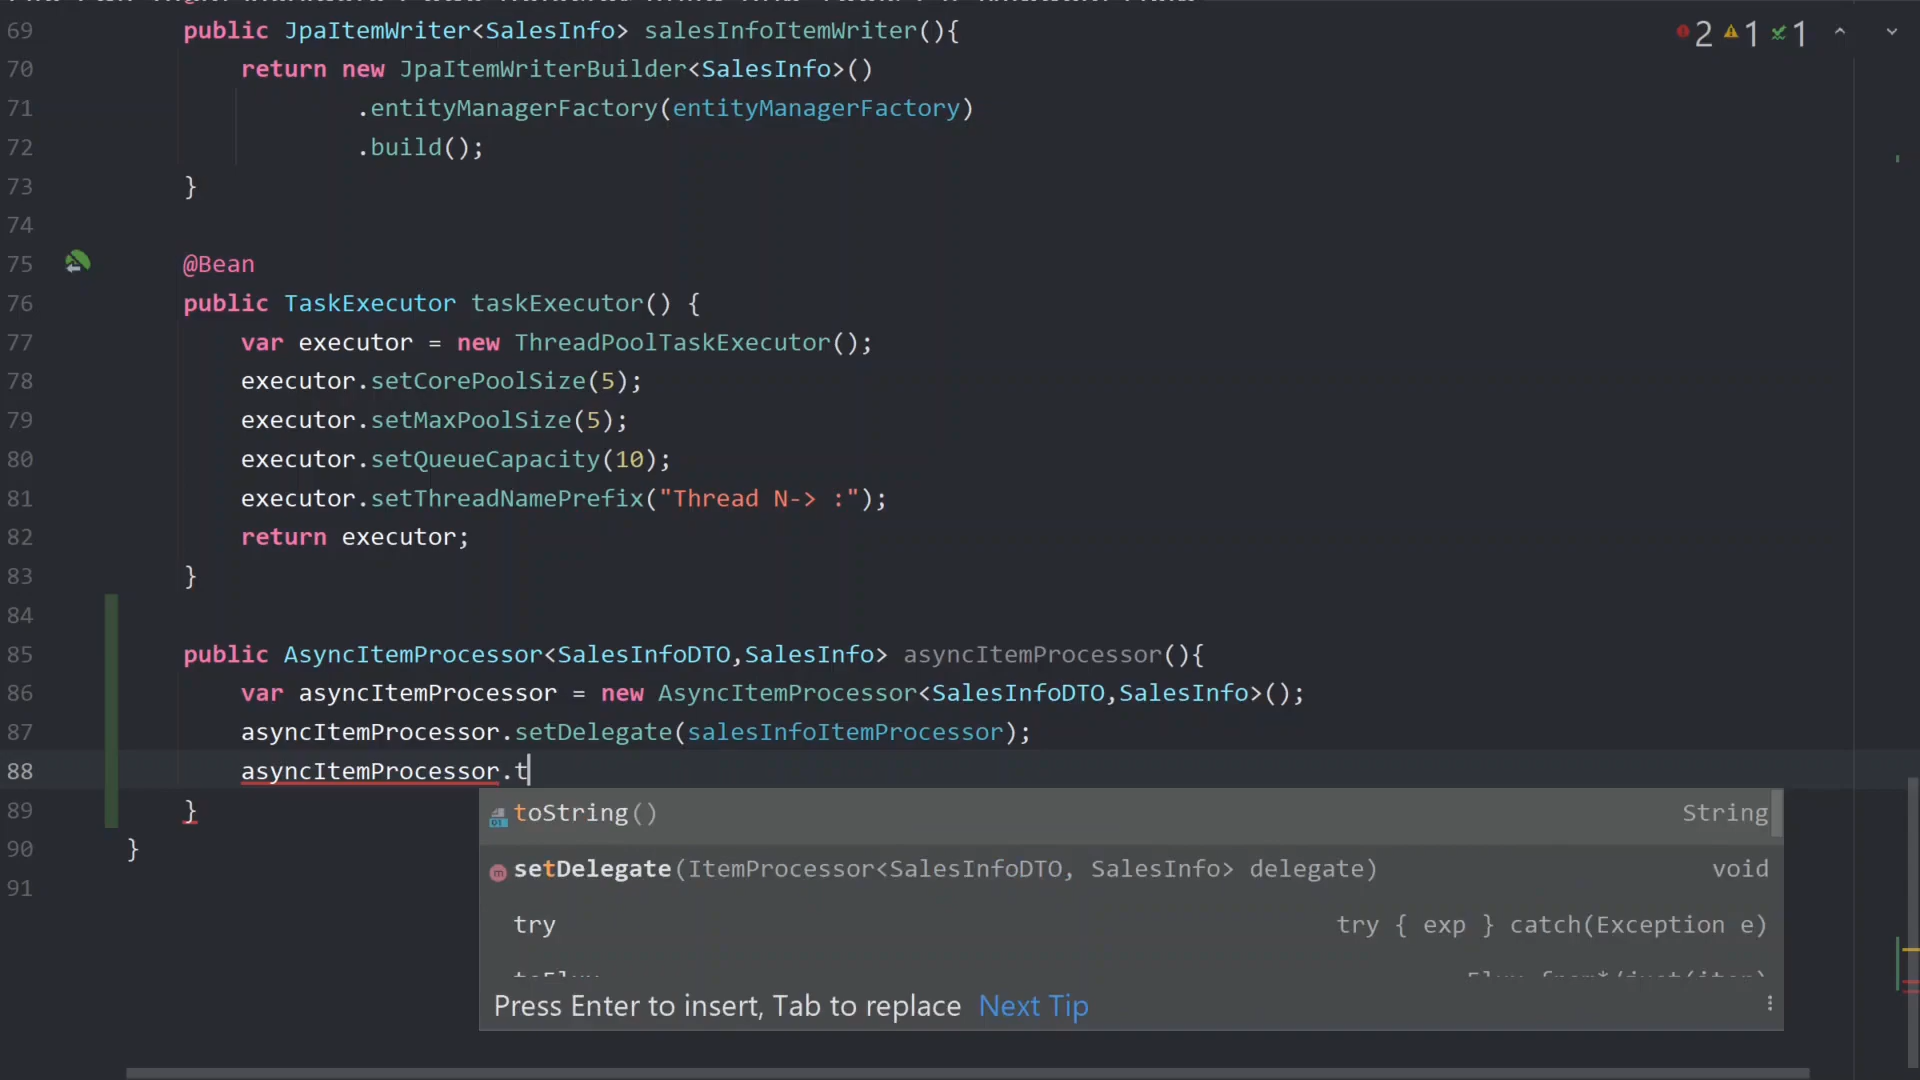 69 public JpaItemWriter<SalesInfo> salesInfoItemWriter(){
2 1 1
70 return new JpaItemWriterBuilder<SalesInfo>()
71 .entityManagerFactory(entityManagerFactory)
72 .build();
73 }
74
75 @Bean
76 public TaskExecutor taskExecutor() {
77 var executor = new ThreadPoolTaskExecutor();
78 executor.setCorePoolSize(5);
79 executor.setMaxPoolSize(5);
80 executor.setQueueCapacity(10);
81 executor.setThreadNamePrefix("Thread N-> :");
82 return executor;
83 }
84
85 public AsyncItemProcessor<SalesInfoDTO,SalesInfo> asyncItemProcessor(){
86 var asyncItemProcessor = new AsyncItemProcessor<SalesInfoDTO,SalesInfo>();
87 asyncItemProcessor.setDelegate(salesInfoItemProcessor);
88 asyncItemProcessor.t
89 }
toString() String
90 }
setDelegate(ItemProcessor<SalesInfoDTO, SalesInfo> delegate) void
91
try try { exp } catch(Exception e)
Press Enter to insert, Tab to replace Next Tip